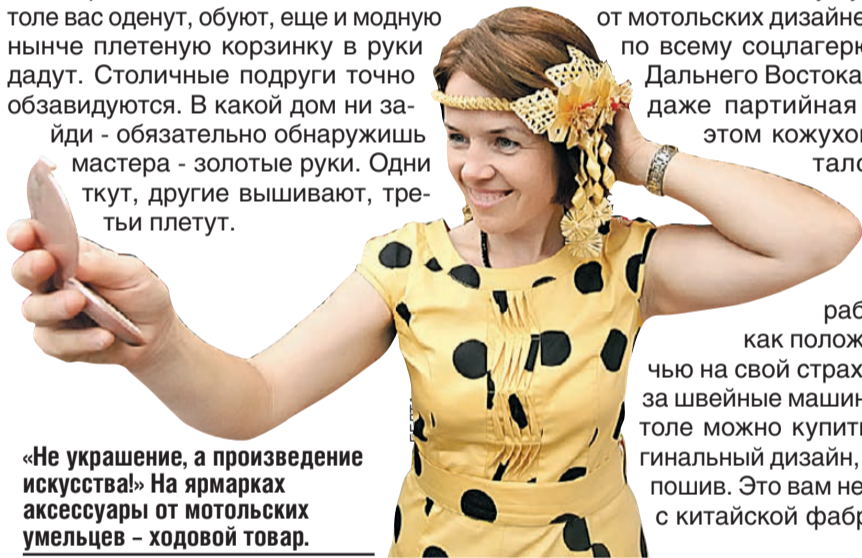 толе вас оденут, обуют, еще и модную
нынче плетеную корзинку в руки
дадут. Столичные подруги точно
обзавидуются. В какой дом ни за-
йди - обязательно обнаружишь
мастера - золотые руки. Одни
ткут, другие вышивают, тре-
тьи плетут.
«Не украшение, а произведение
искусства!» На ярмарках
аксессуары от мотольских
умельцев – ходовой товар.
от мотольских дизайне
по всему соцлагерю
Дальнего Востока
даже партийная
этом кожухо
тало
раб
как полож
чью на свой страх
за швейные машин
толе можно купить
гинальный дизайн,
пошив. Это вам не
с китайской фабр